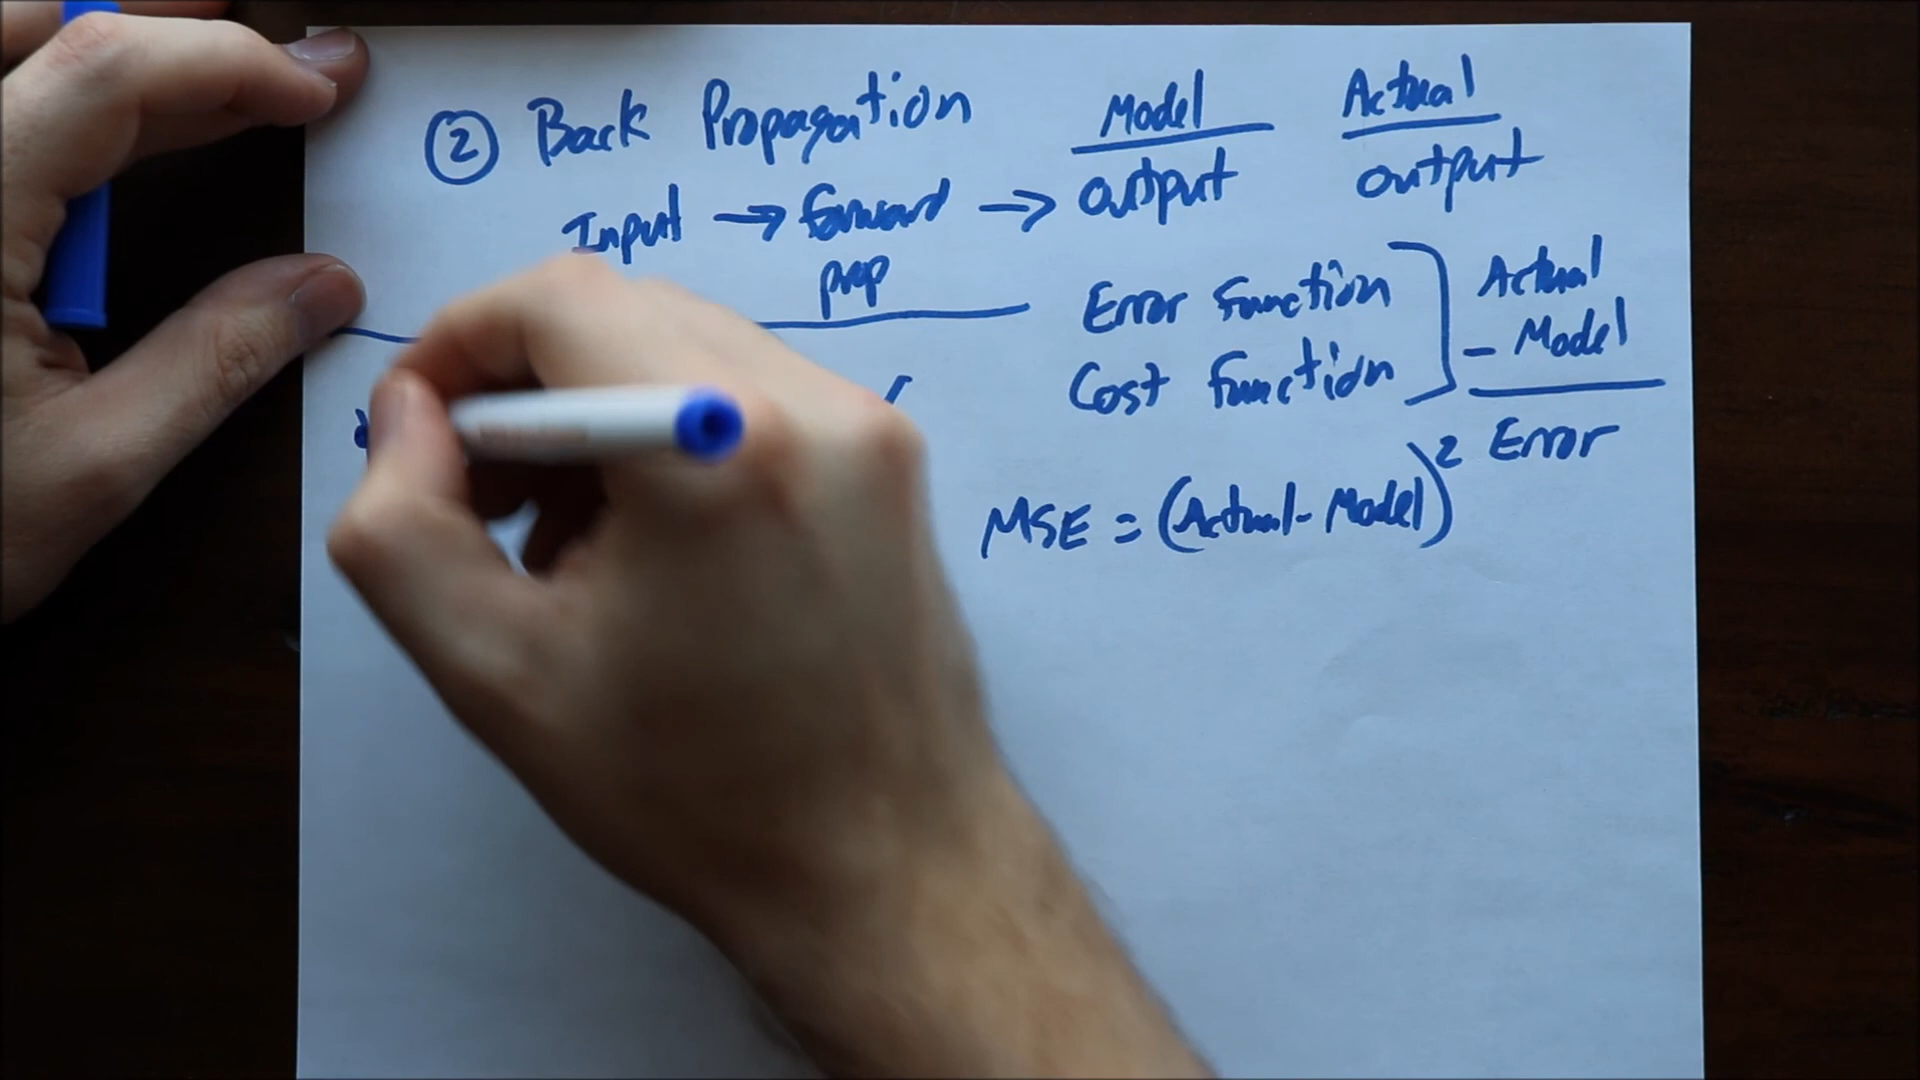 ② Back Propagation
Input → forward prop → Model output
Actual output
Error function
Cost function
Actual
- Model
Error
MSE = (Actual - Model)²